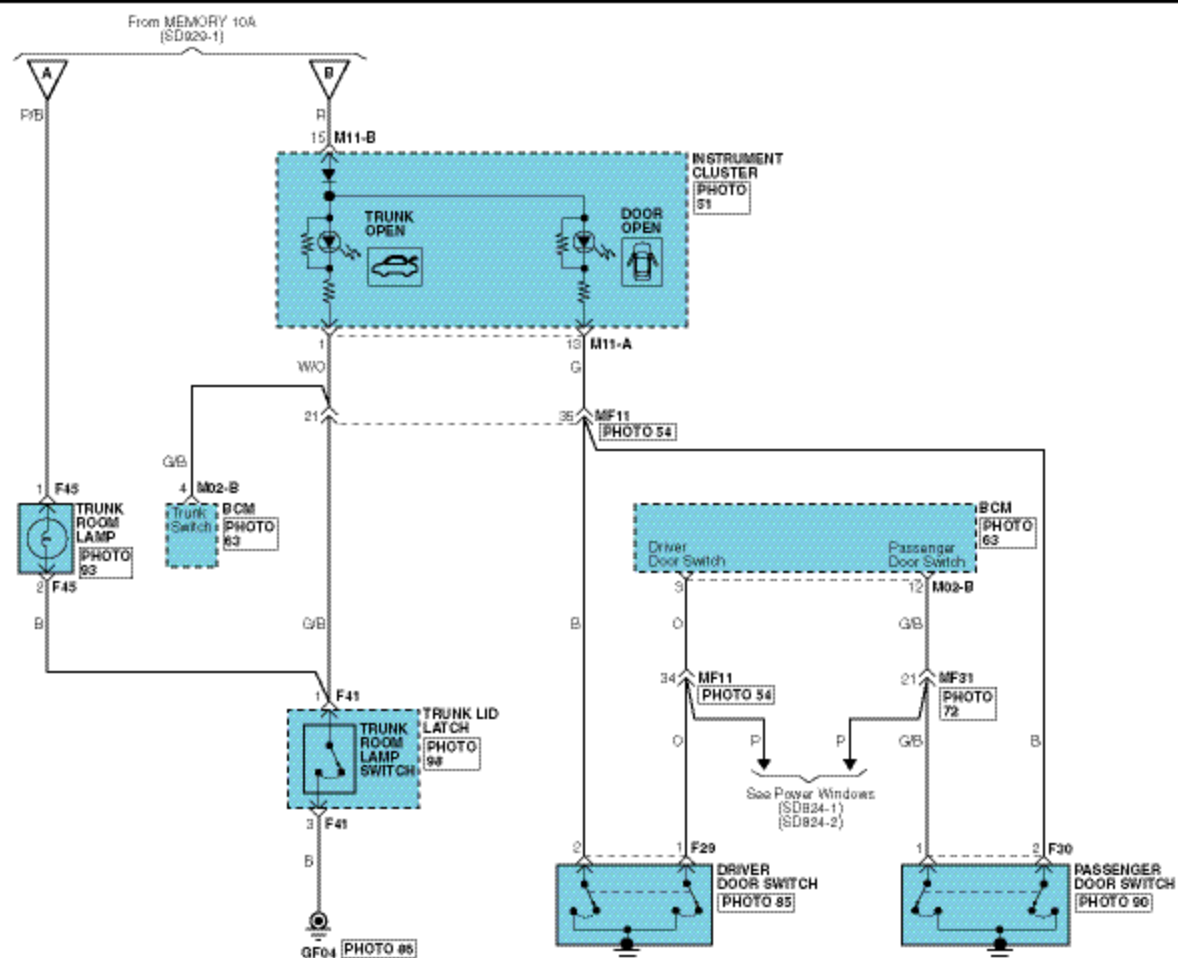 From MEMORY 10A
(SD929-1)
A
B
P/B
R
15 M11-B
INSTRUMENT
CLUSTER
PHOTO
51
TRUNK
OPEN
DOOR
OPEN
1
13 M11-A
W/O
G
21
35 MF11
PHOTO 54
G/B
1 F45
4 M02-B
TRUNK
ROOM
LAMP
PHOTO
93
Trunk
Switch
BCM
PHOTO
63
BCM
PHOTO
63
Driver
Door Switch
Passenger
Door Switch
2 F45
3
12 M02-B
B
G/B
B
O
G/B
34 MF11
PHOTO 54
21 MF31
PHOTO
72
1 F41
TRUNK LID
LATCH
PHOTO
98
TRUNK
ROOM
LAMP
SWITCH
O
P
P
G/B
B
See Power Windows
(SD824-1)
(SD824-2)
3 F41
B
2
1 F29
1
2 F30
DRIVER
DOOR SWITCH
PHOTO 85
PASSENGER
DOOR SWITCH
PHOTO 90
GF04
PHOTO 86